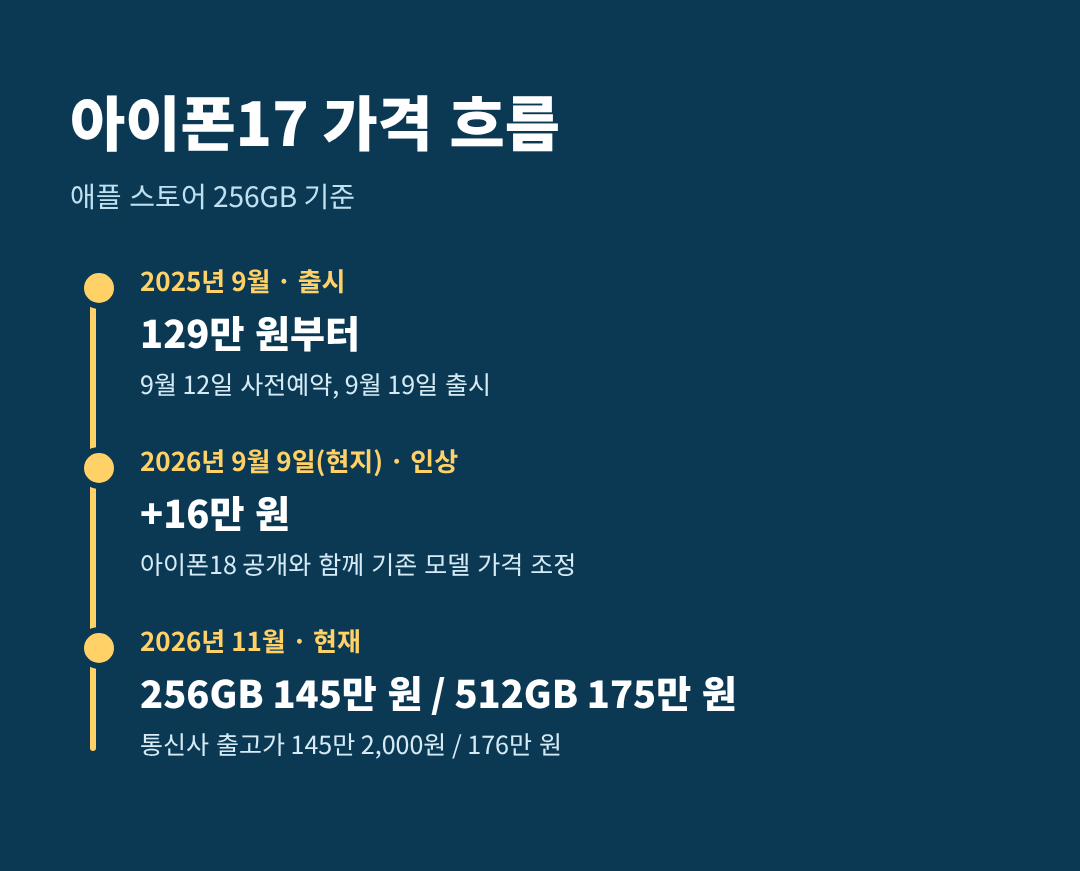 아이폰17 가격 흐름
애플 스토어 256GB 기준
2025년 9월 · 출시
129만 원부터
9월 12일 사전예약, 9월 19일 출시
2026년 9월 9일(현지) · 인상
+16만 원
아이폰18 공개와 함께 기존 모델 가격 조정
2026년 11월 · 현재
256GB 145만 원 / 512GB 175만 원
통신사 출고가 145만 2,000원 / 176만 원